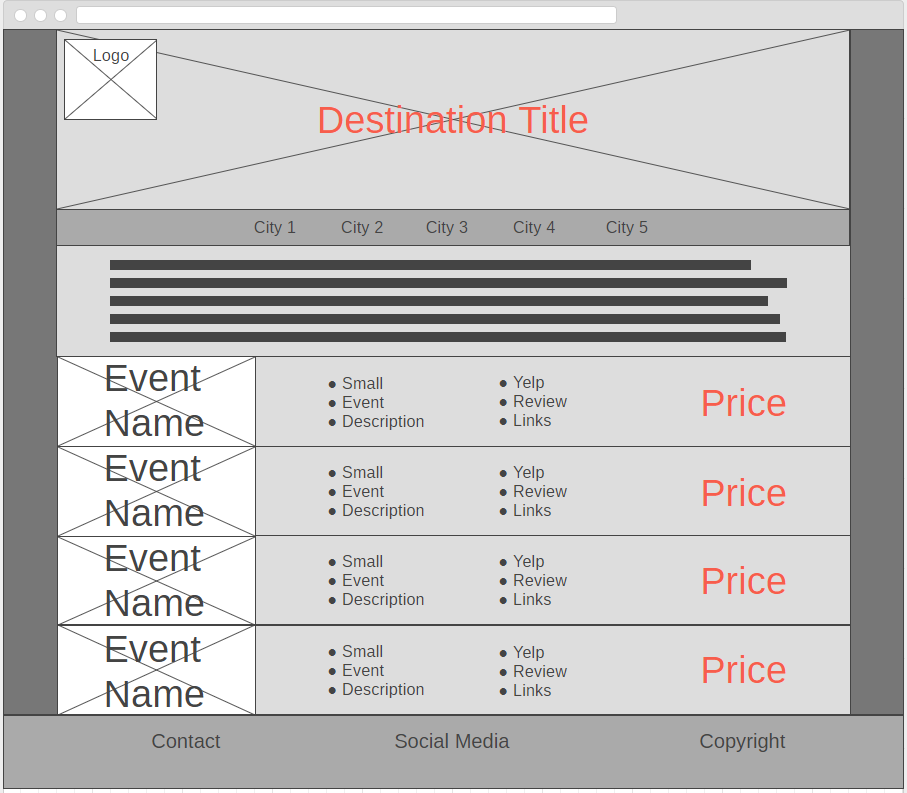 Logo
Destination Title
City 1 City 2 City 3 City 4 City 5
Event
Name
● Small
● Event
● Description
● Yelp
● Review
● Links
Price
Event
Name
● Small
● Event
● Description
● Yelp
● Review
● Links
Price
Event
Name
● Small
● Event
● Description
● Yelp
● Review
● Links
Price
Event
Name
● Small
● Event
● Description
● Yelp
● Review
● Links
Price
Contact Social Media Copyright